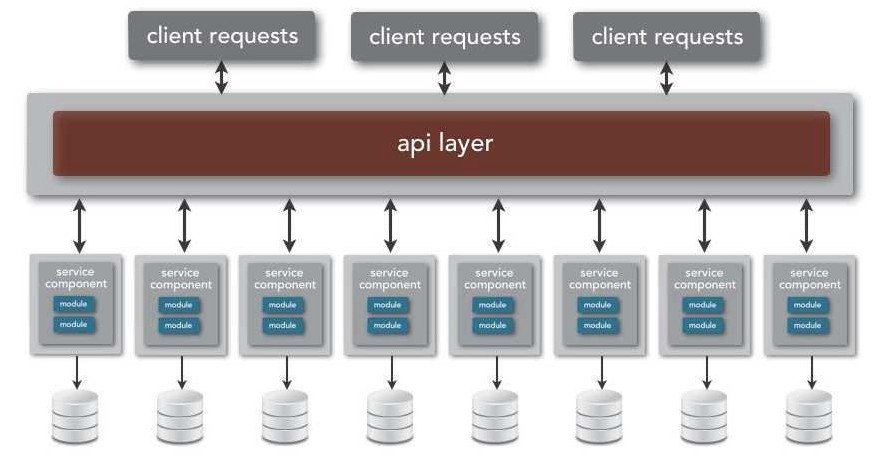 client requests
client requests
client requests
api layer
service
component
module
module
service
component
module
module
service
component
module
module
service
component
module
module
service
component
module
module
service
component
module
module
service
component
module
module
service
component
module
module